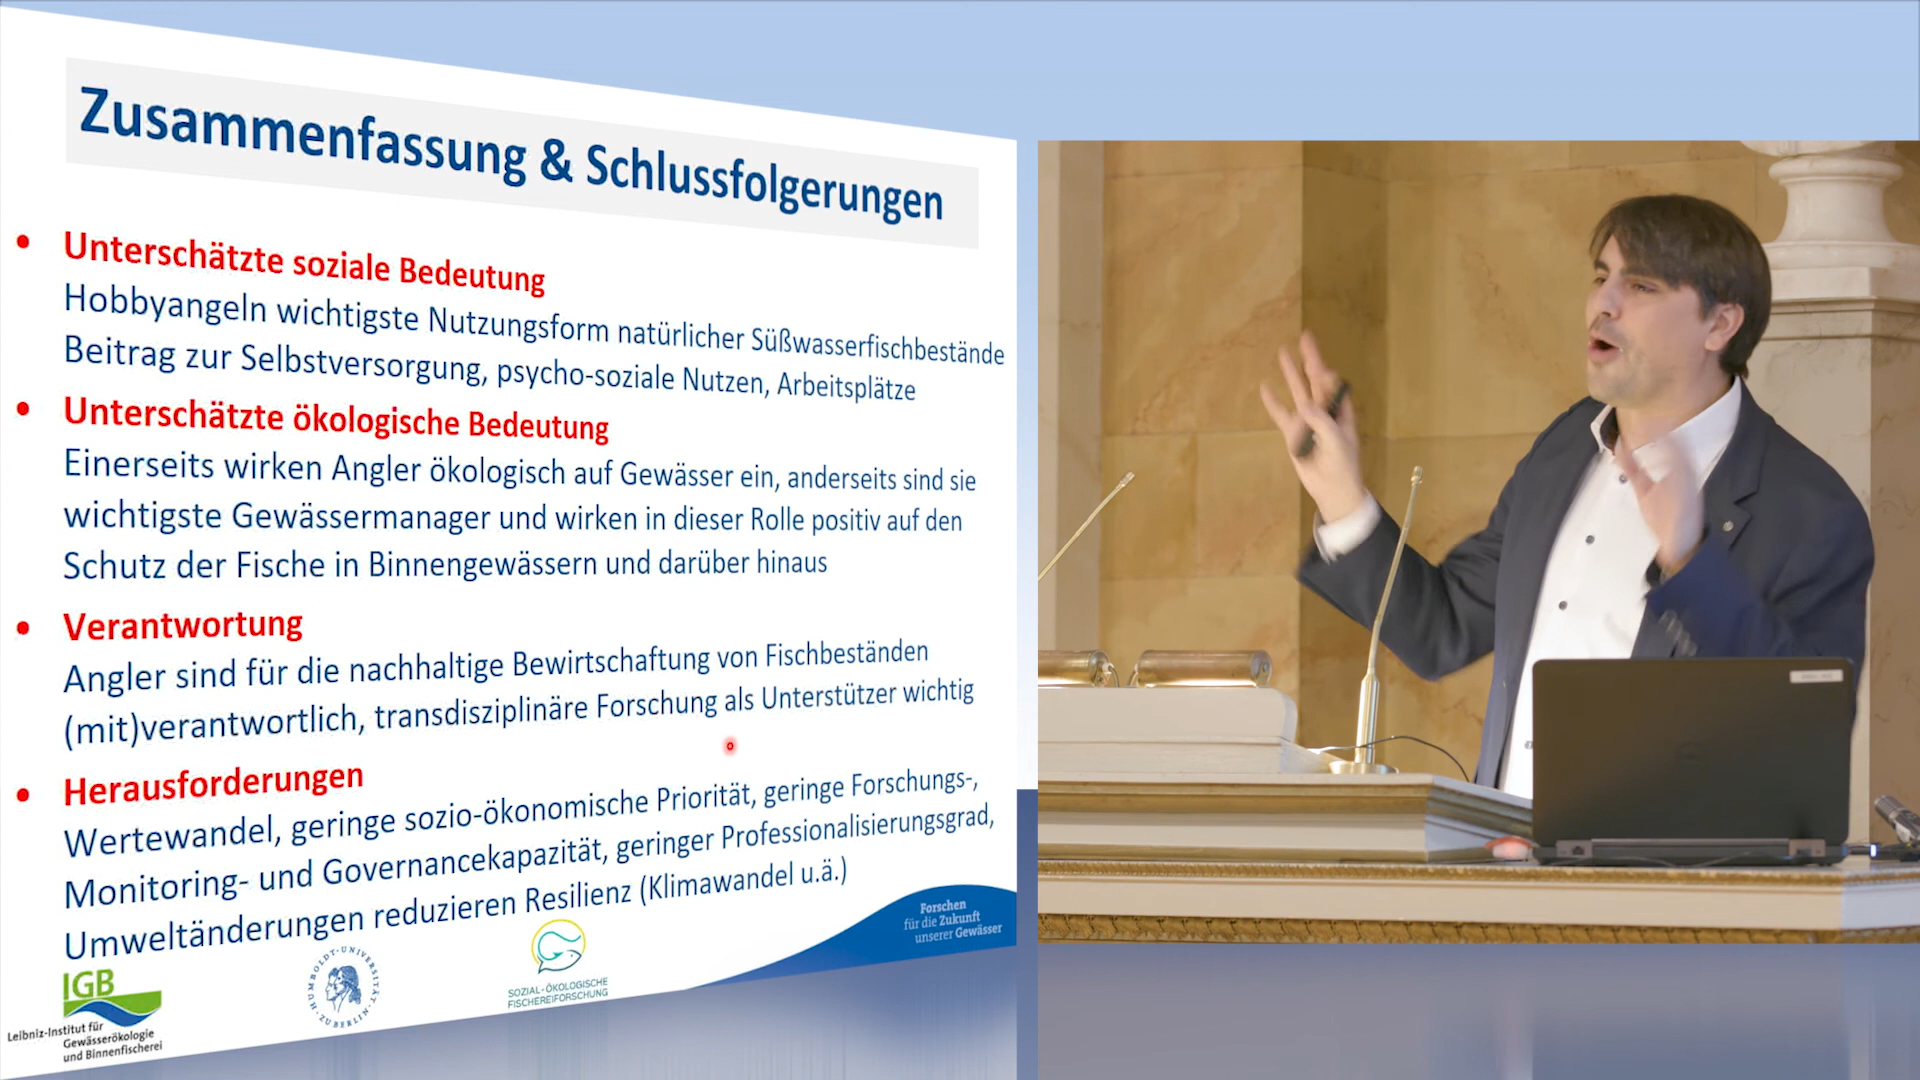 Zusammenfassung & Schlussfolgerungen
• Unterschätzte soziale Bedeutung
Hobbyangeln wichtigste Nutzungsform natürlicher Süßwasserfischbestände
Beitrag zur Selbstversorgung, psycho-soziale Nutzen, Arbeitsplätze
• Unterschätzte ökologische Bedeutung
Einerseits wirken Angler ökologisch auf Gewässer ein, anderseits sind sie
wichtigste Gewässermanager und wirken in dieser Rolle positiv auf den
Schutz der Fische in Binnengewässern und darüber hinaus
• Verantwortung
Angler sind für die nachhaltige Bewirtschaftung von Fischbeständen
(mit)verantwortlich, transdisziplinäre Forschung als Unterstützer wichtig
• Herausforderungen
Wertewandel, geringe sozio-ökonomische Priorität, geringe Forschungs-,
Monitoring- und Governancekapazität, geringer Professionalisierungsgrad,
Umweltänderungen reduzieren Resilienz (Klimawandel u.ä.)
IGB
Leibniz-Institut für
Gewässerökologie
und Binnenfischerei
HUMBOLDT-UNIVERSITÄT ZU BERLIN
SOZIAL-ÖKOLOGISCHE
FISCHEREIFORSCHUNG
Forschen
für die Zukunft
unserer Gewässer